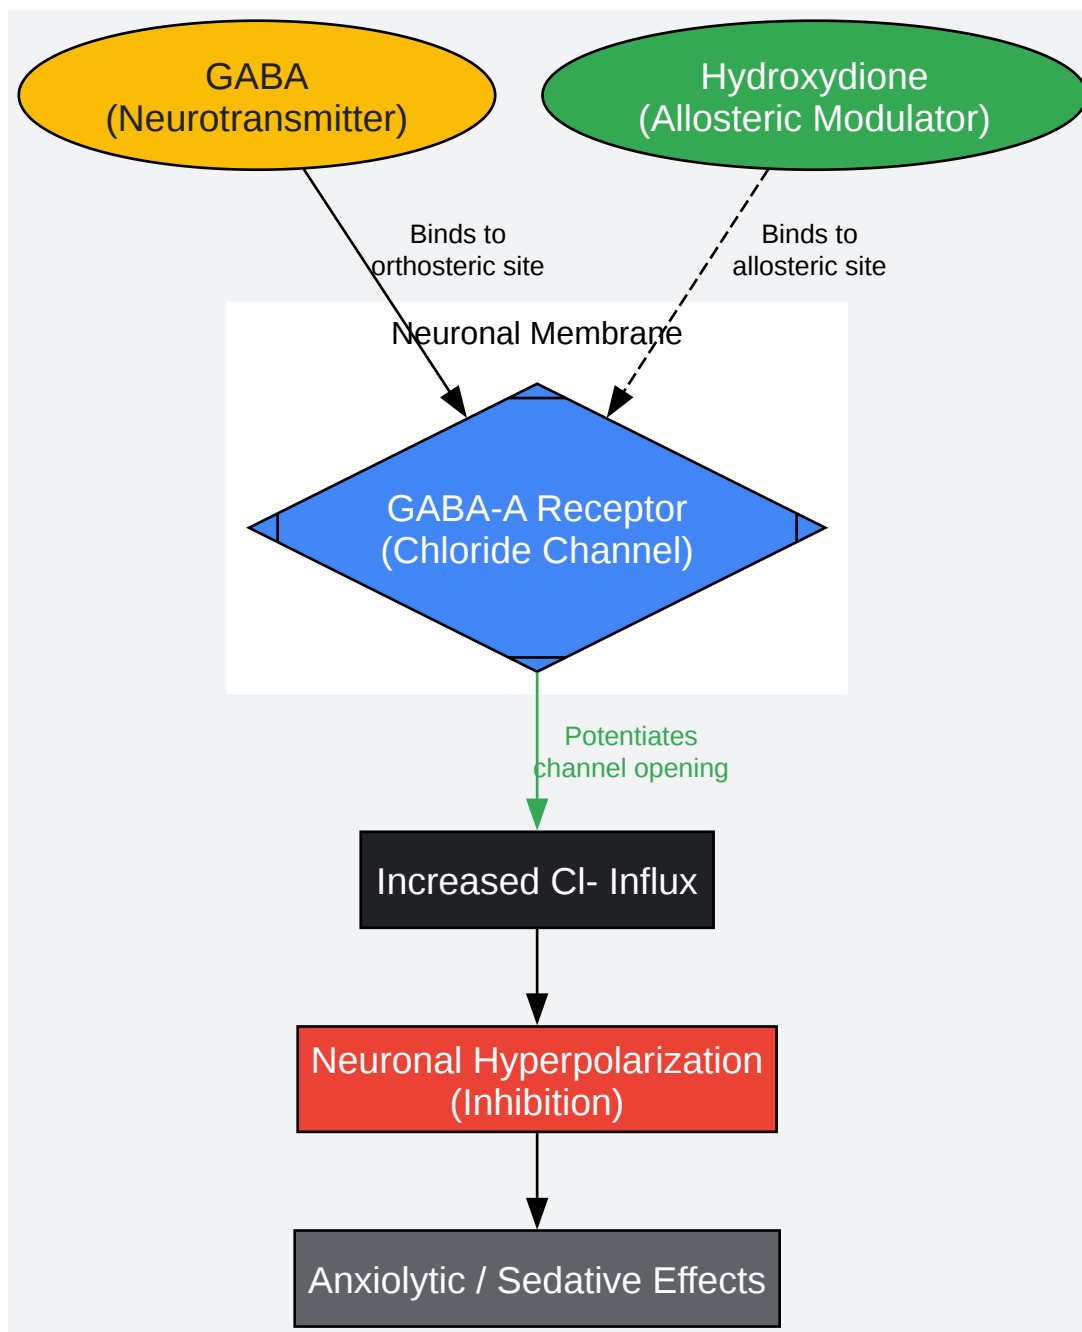 GABA
(Neurotransmitter)
Hydroxydione
(Allosteric Modulator)
Binds to
orthosteric site
Binds to
allosteric site
Neuronal Membrane
GABA-A Receptor
(Chloride Channel)
Potentiates
channel opening
Increased Cl- Influx
Neuronal Hyperpolarization
(Inhibition)
Anxiolytic / Sedative Effects